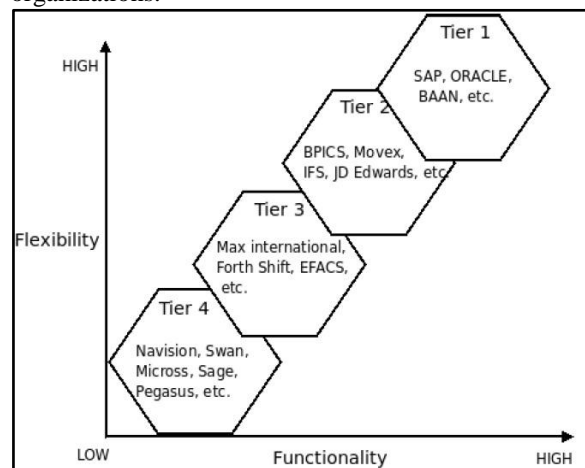 organizations.
Tier 1
HIGH
SAP, ORACLE,
BAAN, etc.
Tier 2
BPICS, Movex,
IFS, JD Edwards, etc.
Tier 3
Flexibility
Max international,
Forth Shift, EFACS,
etc.
Tier 4
Navision, Swan,
Micross, Sage,
Pegasus, etc.
LOW
Functionality
HIGH